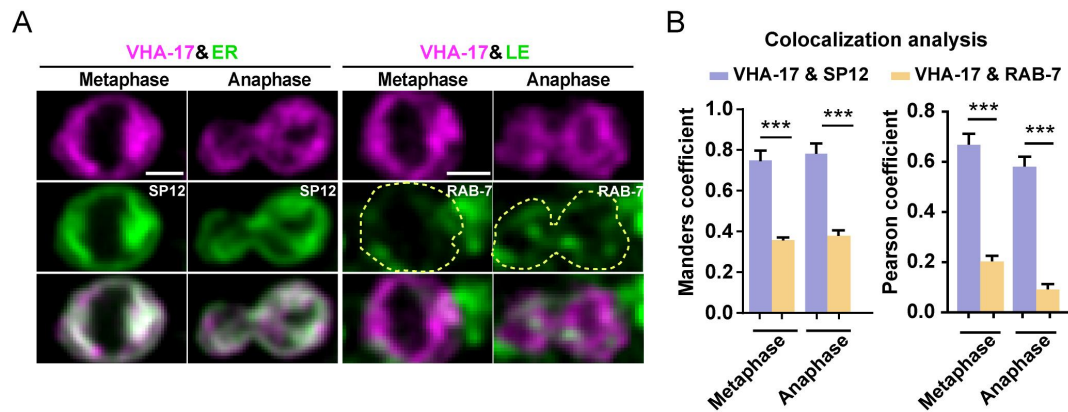 A
VHA-17&ER
VHA-17&LE
Metaphase
Anaphase
Metaphase
Anaphase
SP12
SP12
RAB-7
RAB-7
B
Colocalization analysis
VHA-17 & SP12
VHA-17 & RAB-7
Manders coefficient
1.0
0.8
0.6
0.4
0.2
0.0
***
***
Metaphase
Anaphase
Pearson coefficient
0.8
0.6
0.4
0.2
0.0
***
***
Metaphase
Anaphase